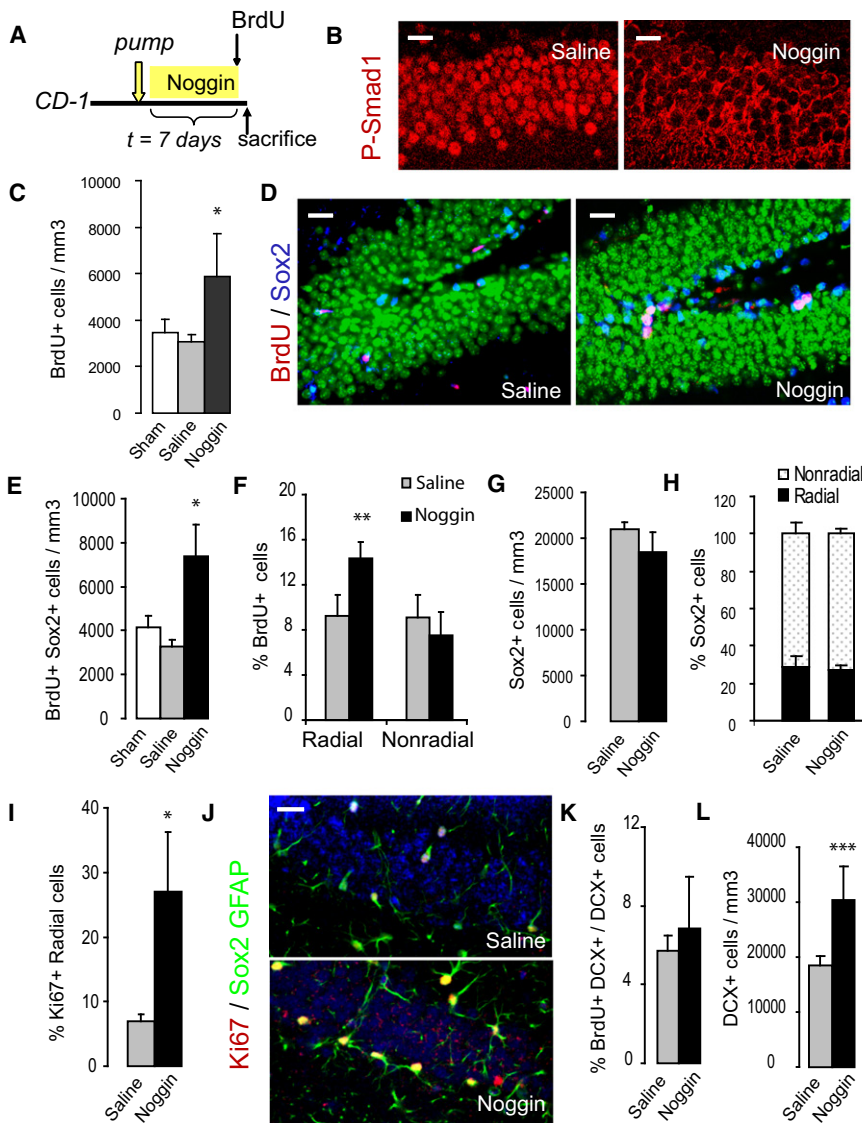 A
pump
BrdU
Noggin
CD-1
t = 7 days
sacrifice
B
P-Smad1
Saline
Noggin
C
BrdU+ cells / mm3
10000
8000
6000
4000
2000
0
*
Sham
Saline
Noggin
D
BrdU / Sox2
Saline
Noggin
E
BrdU+ Sox2+ cells / mm3
10000
8000
6000
4000
2000
0
*
Sham
Saline
Noggin
F
% BrdU+ cells
20
16
12
8
4
0
**
Saline
Noggin
Radial
Nonradial
G
Sox2+ cells / mm3
25000
20000
15000
10000
5000
0
Saline
Noggin
H
Nonradial
Radial
% Sox2+ cells
120
100
80
60
40
20
0
Saline
Noggin
I
% Ki67+ Radial cells
40
30
20
10
0
*
Saline
Noggin
J
Ki67 / Sox2 GFAP
Saline
Noggin
K
% BrdU+ DCX+ / DCX+ cells
12
8
4
0
Saline
Noggin
L
DCX+ cells / mm3
40000
30000
20000
10000
0
***
Saline
Noggin